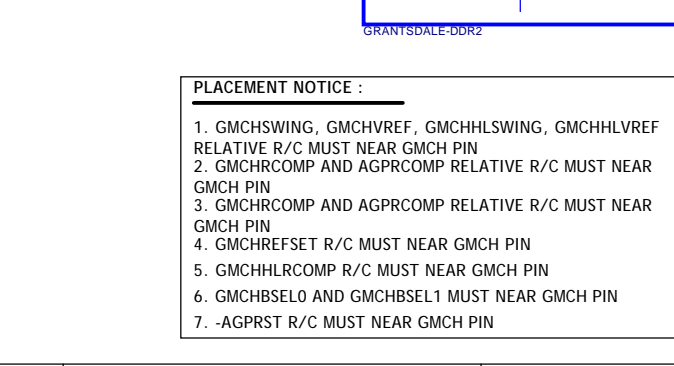 GRANTSDALE-DDR2
PLACEMENT NOTICE :
1. GMCHSWING, GMCHVREF, GMCHHLSWING, GMCHHLVREF
RELATIVE R/C MUST NEAR GMCH PIN
2. GMCHRCOMP AND AGPRCOMP RELATIVE R/C MUST NEAR
GMCH PIN
3. GMCHRCOMP AND AGPRCOMP RELATIVE R/C MUST NEAR
GMCH PIN
4. GMCHREFSET R/C MUST NEAR GMCH PIN
5. GMCHHLRCOMP R/C MUST NEAR GMCH PIN
6. GMCHBSEL0 AND GMCHBSEL1 MUST NEAR GMCH PIN
7. -AGPRST R/C MUST NEAR GMCH PIN